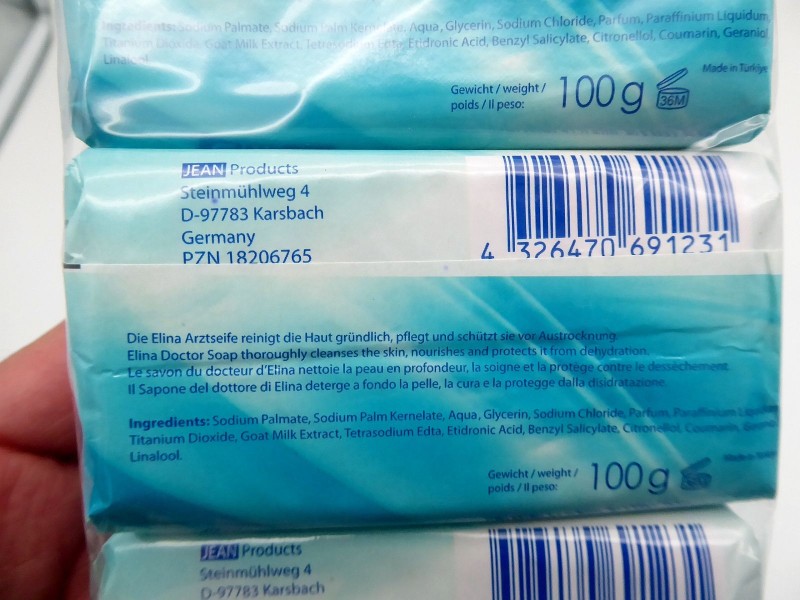 Ingredients: Sodium Palmate, Sodium Palm Kernelate, Aqua, Glycerin, Sodium Chloride, Parfum, Paraffinium Liquidum,
Titanium Dioxide, Goat Milk Extract, Tetrasodium Edta, Etidronic Acid, Benzyl Salicylate, Citronellol, Coumarin, Geraniol
Linalool.
Made in Türkiye
Gewicht / weight /
poids / Il peso:
100g
36M
JEAN Products
Steinmühlweg 4
D-97783 Karsbach
Germany
PZN 18206765
4 326470 691231
Die Elina Arztseife reinigt die Haut gründlich, pflegt und schützt sie vor Austrocknung.
Elina Doctor Soap thoroughly cleanses the skin, nourishes and protects it from dehydration.
Le savon du docteur d'Elina nettoie la peau en profondeur, la soigne et la protège contre le dessèchement.
Il Sapone del dottore di Elina deterge a fondo la pelle, la cura e la protegge dalla disidratazione.
Ingredients: Sodium Palmate, Sodium Palm Kernelate, Aqua, Glycerin, Sodium Chloride, Parfum, Paraffinium Liquidum,
Titanium Dioxide, Goat Milk Extract, Tetrasodium Edta, Etidronic Acid, Benzyl Salicylate, Citronellol, Coumarin,
Linalool.
Made in
Gewicht / weight /
poids / Il peso:
100g
JEAN Products
Steinmühlweg 4
D-97783 Karsbach